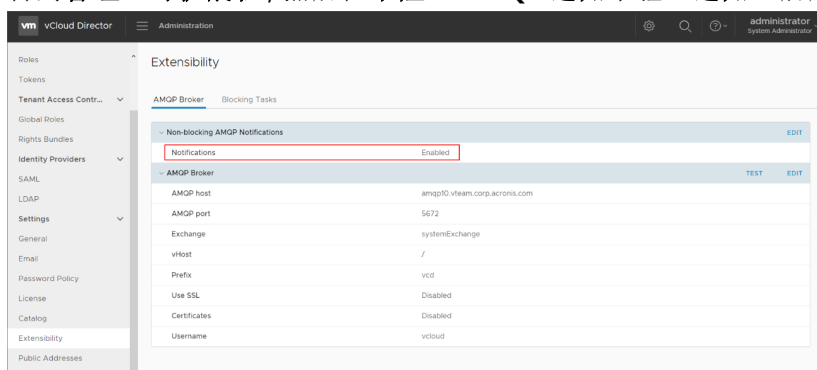 vm vCloud Director Administration administrator
System Administrator
Roles
Tokens
Tenant Access Contr...
Global Roles
Rights Bundles
Identity Providers
SAML
LDAP
Settings
General
Email
Password Policy
License
Catalog
Extensibility
Public Addresses
Extensibility
AMQP Broker Blocking Tasks
Non-blocking AMQP Notifications EDIT
Notifications Enabled
AMQP Broker TEST EDIT
AMQP host amqp10.vteam.corp.acronis.com
AMQP port 5672
Exchange systemExchange
vHost /
Prefix vcd
Use SSL Disabled
Certificates Disabled
Username vcloud